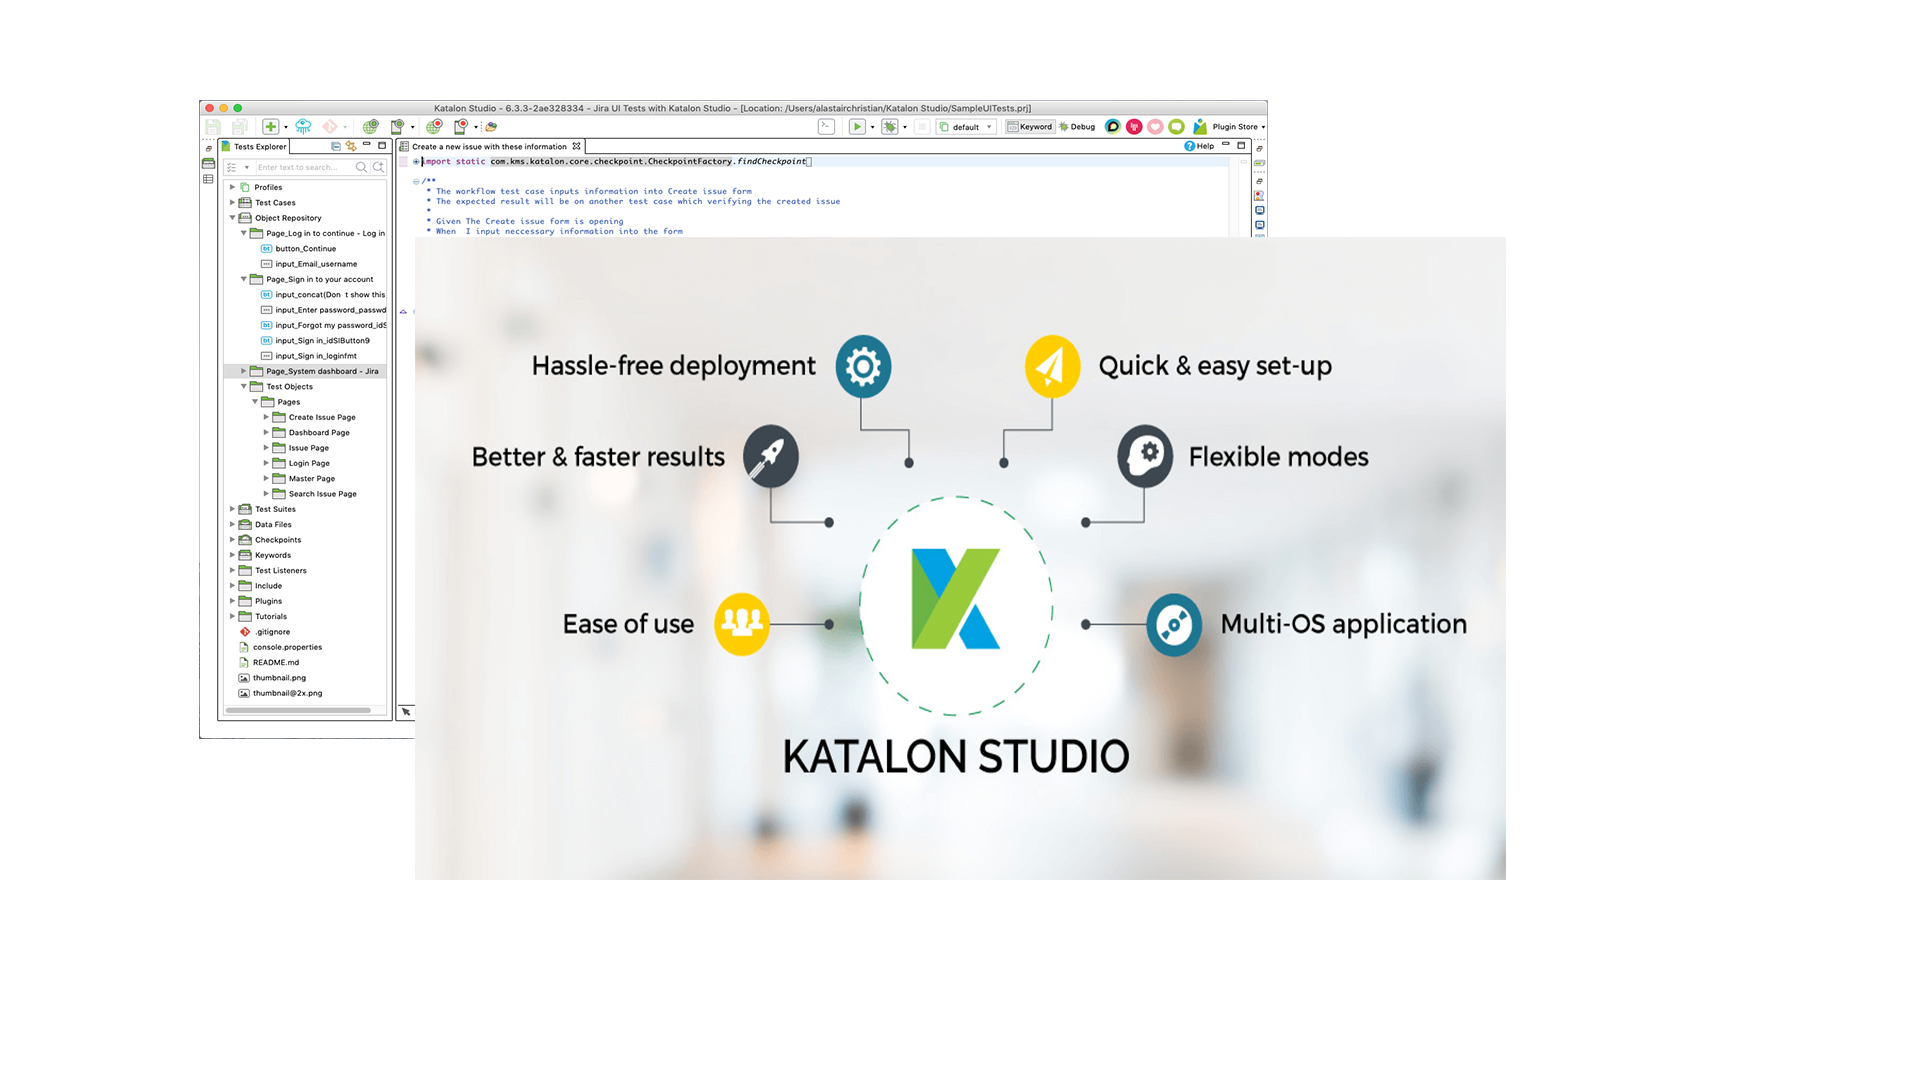 Katalon Studio - 6.3.3-2ae328334 - Jira UI Tests with Katalon Studio - [Location: /Users/alastairchristian/Katalon Studio/SampleUITests.prj]
default
Keyword
Debug
Plugin Store
Tests Explorer
Create a new issue with these information
Help
Enter text to search...
import static com.kms.katalon.core.checkpoint.CheckpointFactory.findCheckpoint
/**
* The workflow test case inputs information into Create issue form
* The expected result will be on another test case which verifying the created issue
*
* Given The Create issue form is opening
* When I input neccessary information into the form
Profiles
Test Cases
Object Repository
Page_Log in to continue - Log in
button_Continue
input_Email_username
Page_Sign in to your account
input_concat(Don t show this
input_Enter password_passwd
input_Forgot my password_idS
input_Sign in_idSIButton9
input_Sign in_loginfmt
Page_System dashboard - Jira
Test Objects
Pages
Create Issue Page
Dashboard Page
Issue Page
Login Page
Master Page
Search Issue Page
Test Suites
Data Files
Checkpoints
Keywords
Test Listeners
Include
Plugins
Tutorials
.gitignore
console.properties
README.md
thumbnail.png
thumbnail@2x.png
Hassle-free deployment
Quick & easy set-up
Better & faster results
Flexible modes
Ease of use
Multi-OS application
KATALON STUDIO